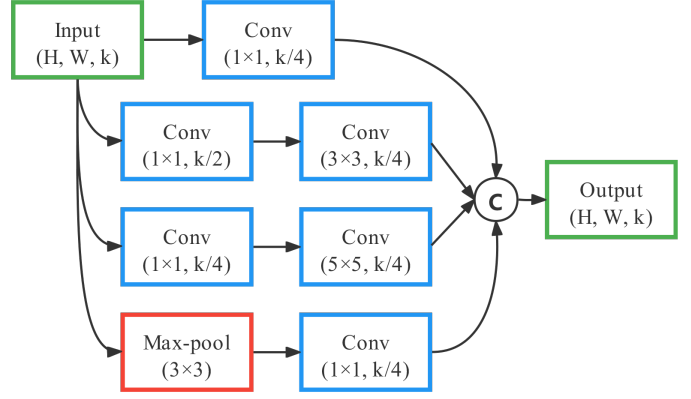 Input
(H, W, k)
Conv
(1×1, k/4)
Conv
(1×1, k/2)
Conv
(3×3, k/4)
C
Output
(H, W, k)
Conv
(1×1, k/4)
Conv
(5×5, k/4)
Max-pool
(3×3)
Conv
(1×1, k/4)